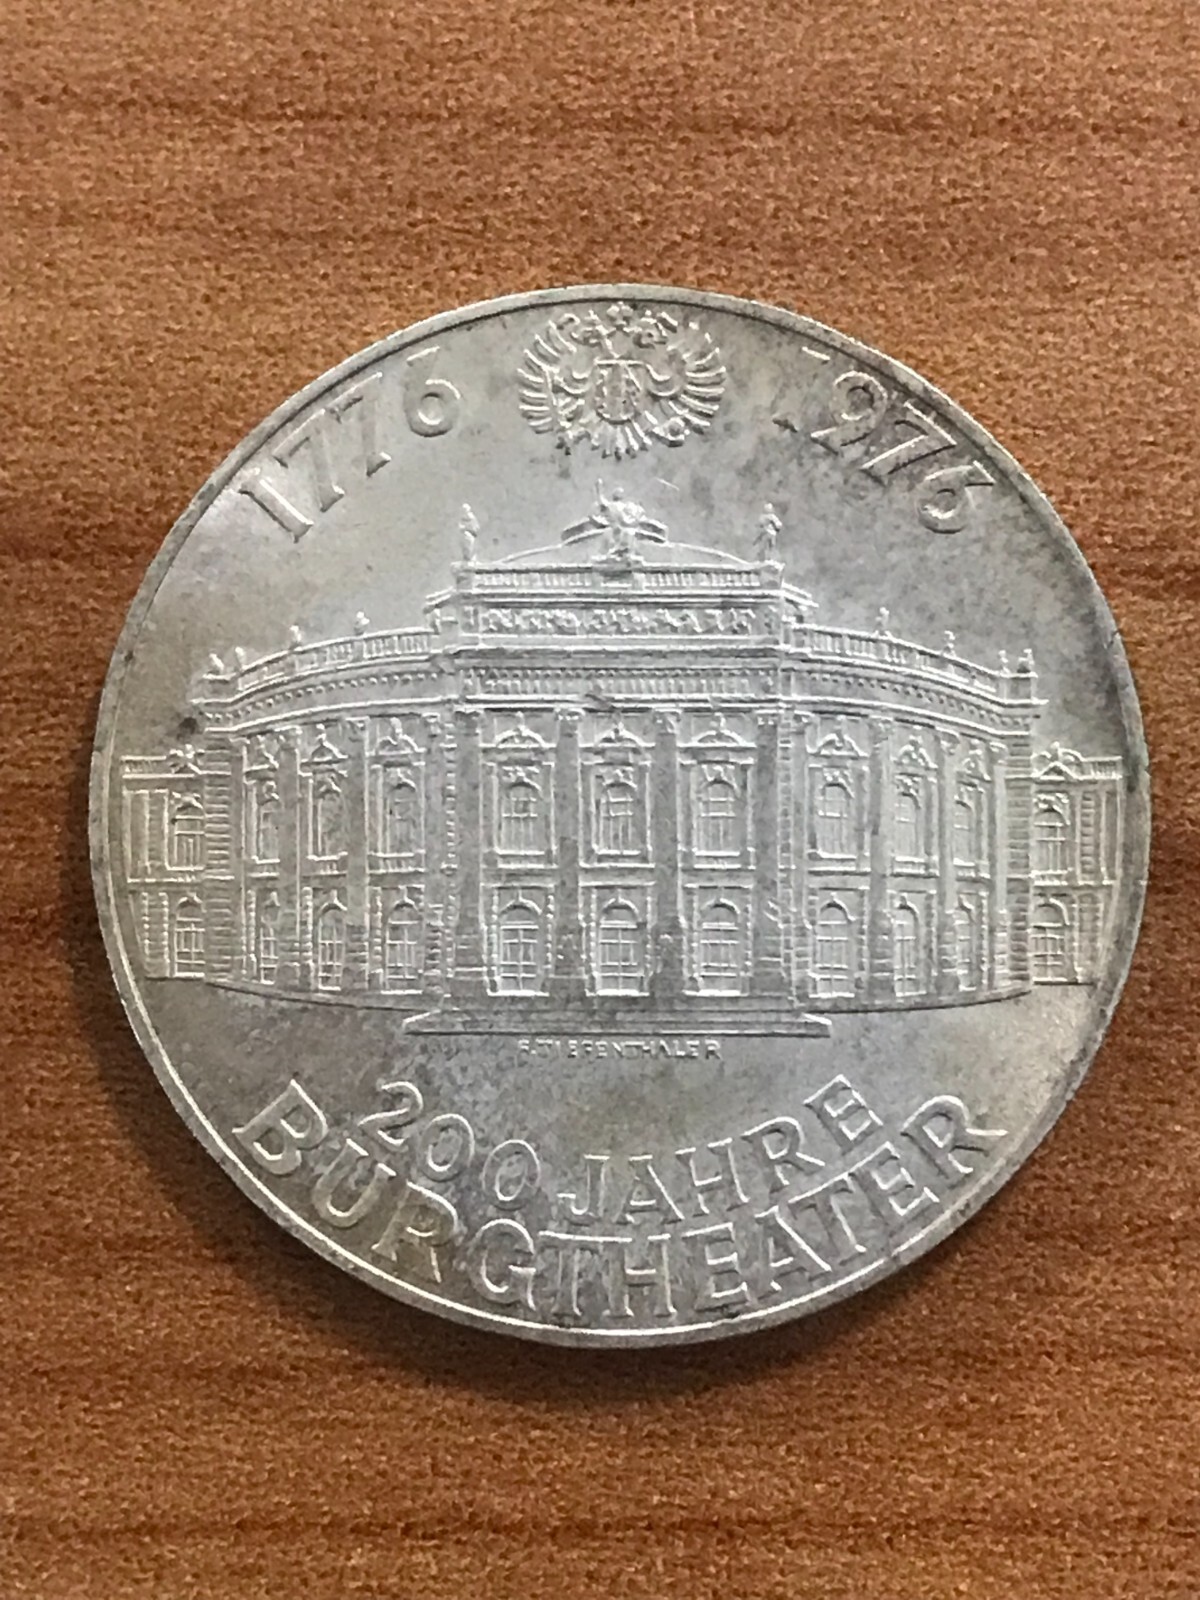 1776 1976
F. TIEFENTHALER
200 JAHRE
BURGTHEATER